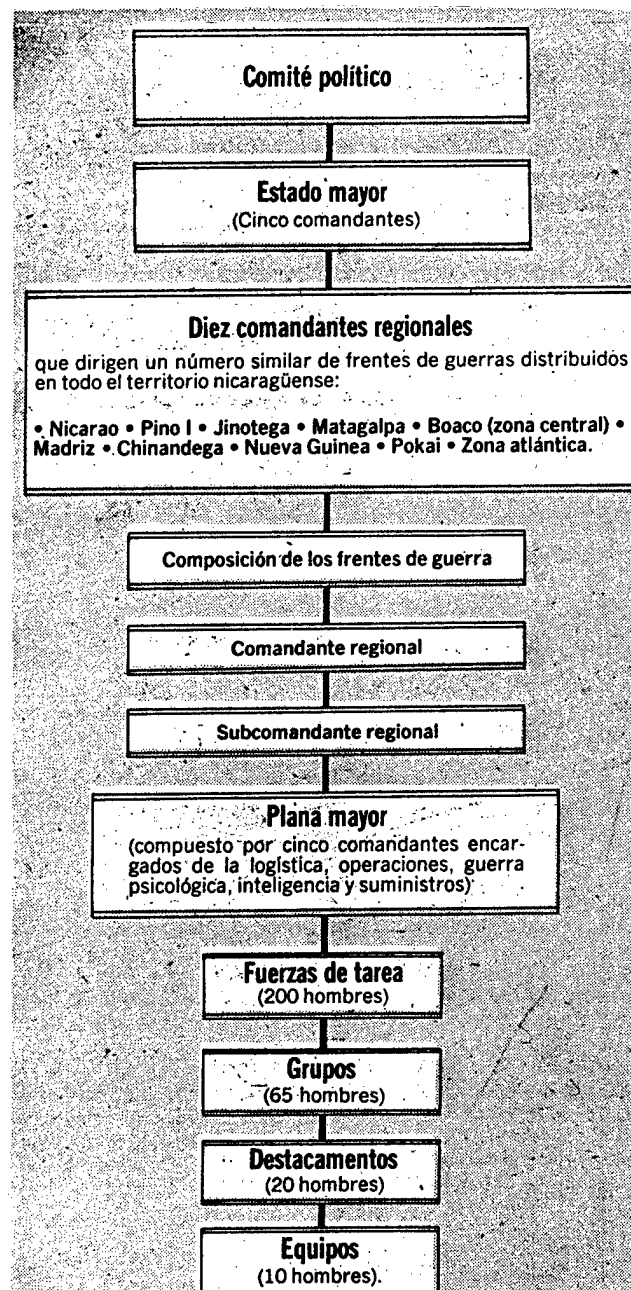 Comité político
Estado mayor
(Cinco comandantes)
Diez comandantes regionales
que dirigen un número similar de frentes de guerras distribuidos
en todo el territorio nicaragüense:
• Nicarao • Pino I • Jinotega • Matagalpa • Boaco (zona central) •
Madriz • Chinandega • Nueva Guinea • Pokai • Zona atlántica.
Composición de los frentes de guerra
Comandante regional
Subcomandante regional
Plana mayor
(compuesto por cinco comandantes encar-
gados de la logística, operaciones, guerra
psicológica, inteligencia y suministros)
Fuerzas de tarea
(200 hombres)
Grupos
(65 hombres)
Destacamentos
(20 hombres)
Equipos
(10 hombres).